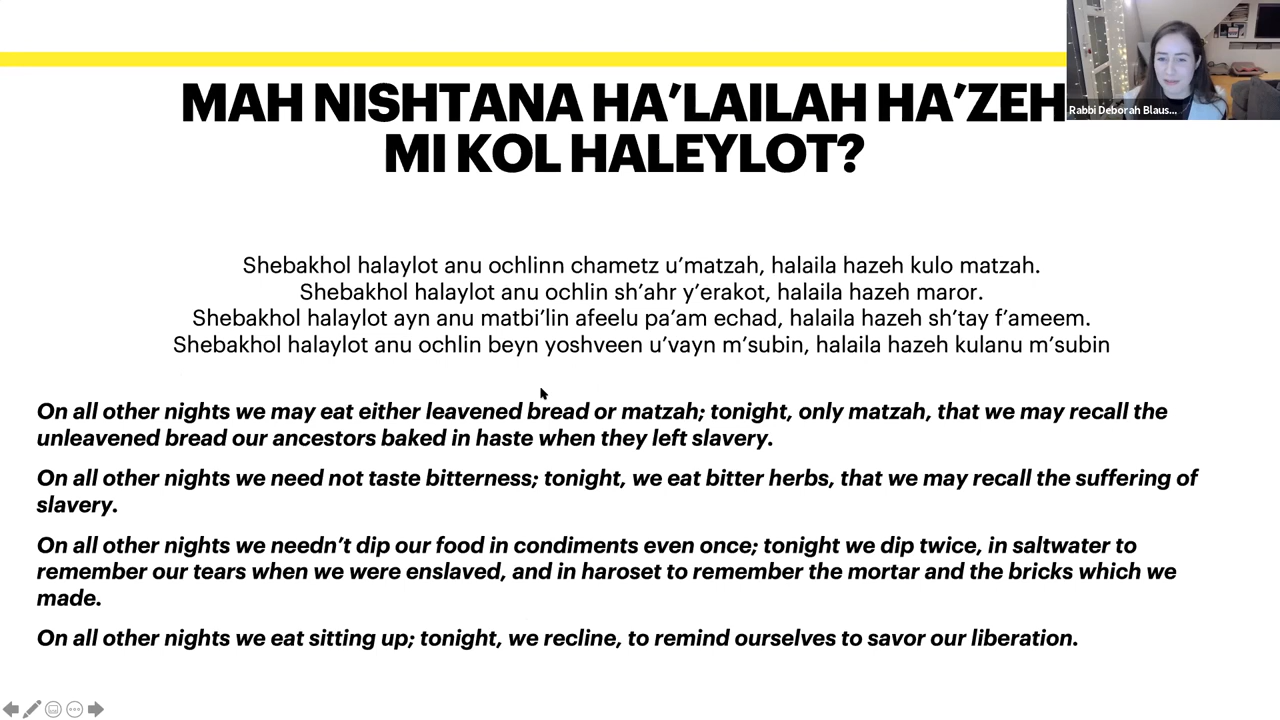 MAH NISHTANA HA’LAILAH HA’ZEH
MI KOL HALEYLOT?
Rabbi Deborah Blaus...
Shebakhol halaylot anu ochlinn chametz u’matzah, halaila hazeh kulo matzah.
Shebakhol halaylot anu ochlin sh’ahr y’erakot, halaila hazeh maror.
Shebakhol halaylot ayn anu matbi’lin afeelu pa’am echad, halaila hazeh sh’tay f’ameem.
Shebakhol halaylot anu ochlin beyn yoshveen u’vayn m’subin, halaila hazeh kulanu m’subin
On all other nights we may eat either leavened bread or matzah; tonight, only matzah, that we may recall the
unleavened bread our ancestors baked in haste when they left slavery.
On all other nights we need not taste bitterness; tonight, we eat bitter herbs, that we may recall the suffering of
slavery.
On all other nights we needn’t dip our food in condiments even once; tonight we dip twice, in saltwater to
remember our tears when we were enslaved, and in haroset to remember the mortar and the bricks which we
made.
On all other nights we eat sitting up; tonight, we recline, to remind ourselves to savor our liberation.